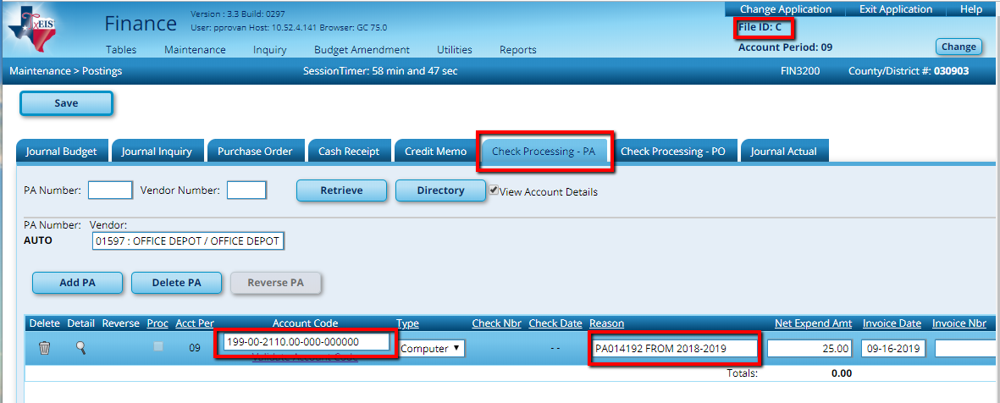 TxEIS
Finance
Version : 3.3 Build: 0297
User: pprovan Host: 10.52.4.141 Browser: GC 75.0
Change Application Exit Application Help
File ID: C
Account Period: 09
Change
Tables Maintenance Inquiry Budget Amendment Utilities Reports
Maintenance > Postings SessionTimer: 58 min and 47 sec FIN3200 County/District #: 030903
Save
Journal Budget Journal Inquiry Purchase Order Cash Receipt Credit Memo Check Processing - PA Check Processing - PO Journal Actual
PA Number: Vendor Number: Retrieve Directory View Account Details
PA Number: Vendor:
AUTO 01597 : OFFICE DEPOT / OFFICE DEPOT
Add PA Delete PA Reverse PA
Delete Detail Reverse Proc Acct Per Account Code Type Check Nbr Check Date Reason Net Expend Amt Invoice Date Invoice Nbr
09 199-00-2110.00-000-000000 Computer - - PA014192 FROM 2018-2019 25.00 09-16-2019
Validate Account Code
Totals: 0.00